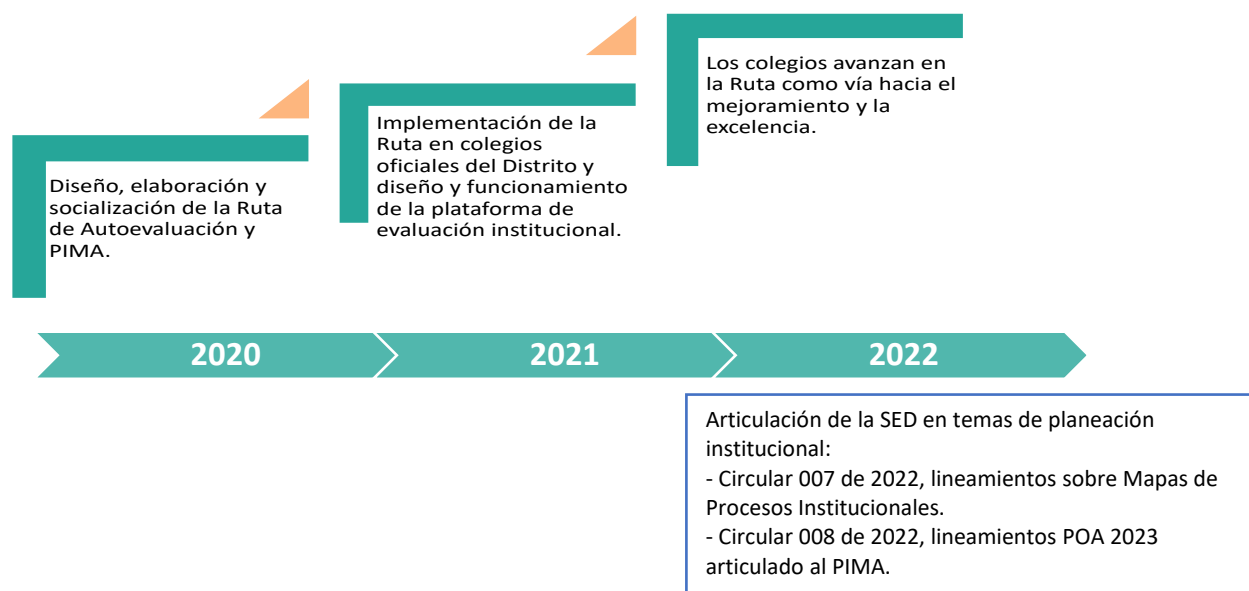 Diseño, elaboración y
socialización de la Ruta
de Autoevaluación y
PIMA.
Implementación de la
Ruta en colegios
oficiales del Distrito y
diseño y funcionamiento
de la plataforma de
evaluación institucional.
Los colegios avanzan en
la Ruta como vía hacia el
mejoramiento y la
excelencia.
2020
2021
2022
Articulación de la SED en temas de planeación
institucional:
- Circular 007 de 2022, lineamientos sobre Mapas de
Procesos Institucionales.
- Circular 008 de 2022, lineamientos POA 2023
articulado al PIMA.